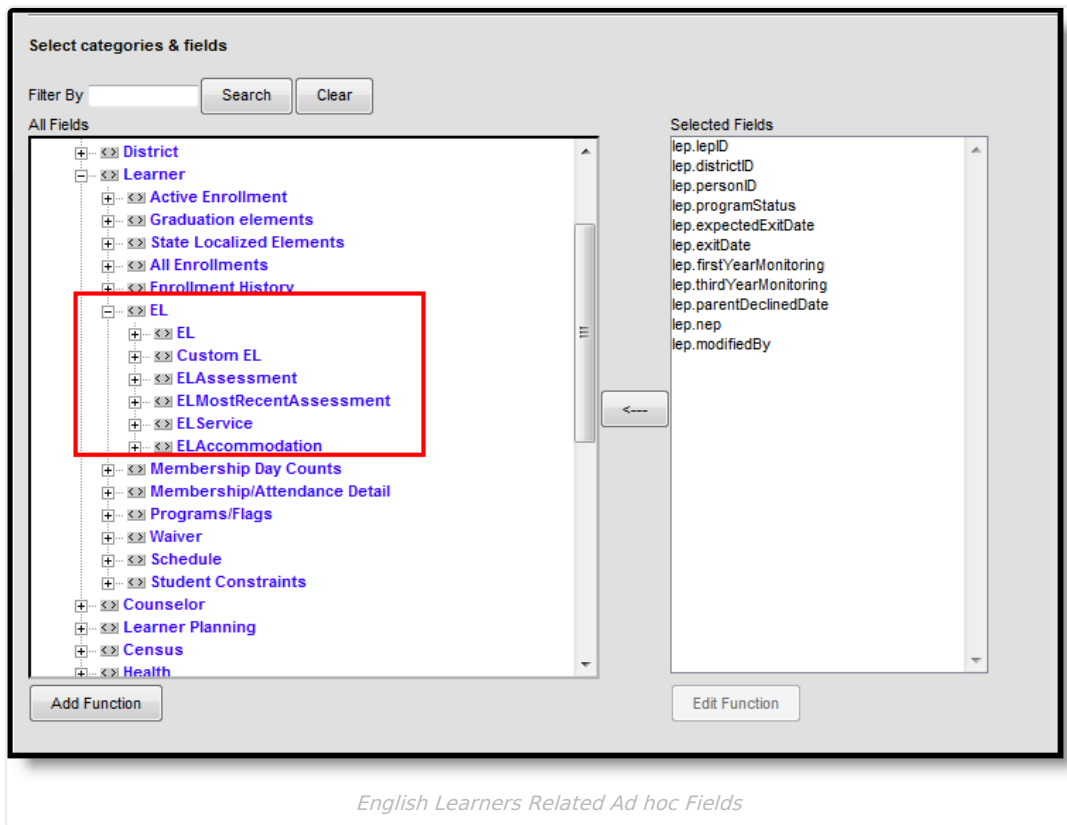 Select categories & fields
Filter By
Search
Clear
All Fields
District
Learner
Active Enrollment
Graduation elements
State Localized Elements
All Enrollments
Enrollment History
EL
EL
Custom EL
ELAssessment
ELMostRecentAssessment
ELService
ELAccommodation
Membership Day Counts
Membership/Attendance Detail
Programs/Flags
Waiver
Schedule
Student Constraints
Counselor
Learner Planning
Census
Health
Add Function
<---
Selected Fields
lep.lepID
lep.districtID
lep.personID
lep.programStatus
lep.expectedExitDate
lep.exitDate
lep.firstYearMonitoring
lep.thirdYearMonitoring
lep.parentDeclinedDate
lep.nep
lep.modifiedBy
Edit Function
English Learners Related Ad hoc Fields